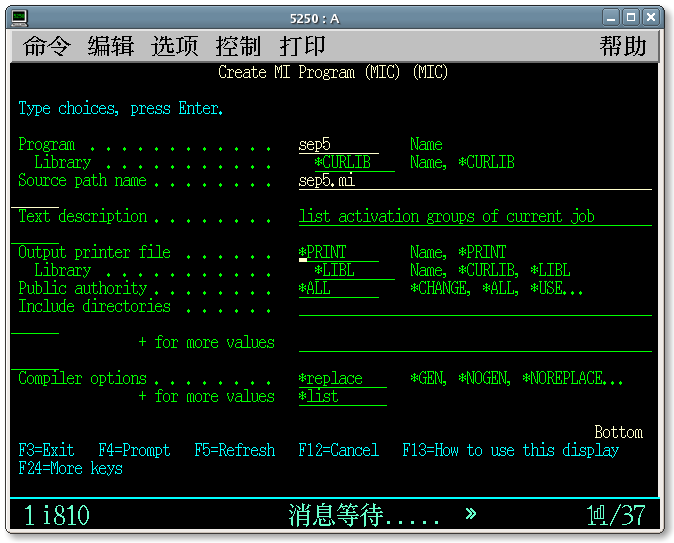 5250 : A
命令 编辑 选项 控制 打印 帮助
Create MI Program (MIC) (MIC)
Type choices, press Enter.
Program . . . . . . . . . . . . sep5 Name
Library . . . . . . . . . . . *CURLIB Name, *CURLIB
Source path name . . . . . . . . sep5.mi
Text description . . . . . . . . list activation groups of current job
Output printer file . . . . . . *PRINT Name, *PRINT
Library . . . . . . . . . . . *LIBL Name, *CURLIB, *LIBL
Public authority . . . . . . . . *ALL *CHANGE, *ALL, *USE...
Include directories . . . . . .
+ for more values
Compiler options . . . . . . . . *replace *GEN, *NOGEN, *NOREPLACE...
+ for more values *list
Bottom
F3=Exit F4=Prompt F5=Refresh F12=Cancel F13=How to use this display
F24=More keys
1 i810 消息等待..... » /37